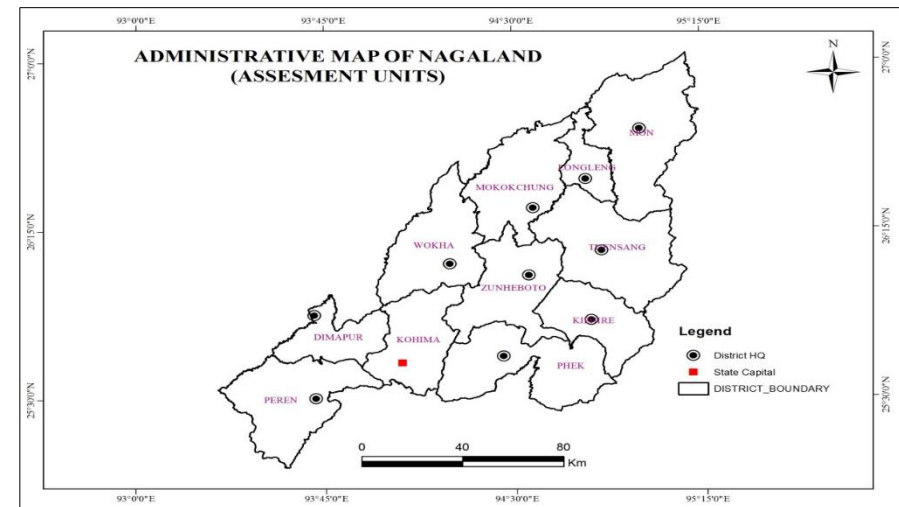 93°0'0"E 93°45'0"E 94°30'0"E 95°15'0"E
ADMINISTRATIVE MAP OF NAGALAND
(ASSESMENT UNITS)
N
27°0'0"N 27°0'0"N
MON
LONGLENG
MOKOKCHUNG
26°15'0"N 26°15'0"N
WOKHA
TUENSANG
ZUNHEBOTO
KIPHIRE
DIMAPUR
KOHIMA
PHEK
PEREN
25°30'0"N 25°30'0"N
Legend
District HQ
State Capital
DISTRICT_BOUNDARY
0 40 80
Km
93°0'0"E 93°45'0"E 94°30'0"E 95°15'0"E